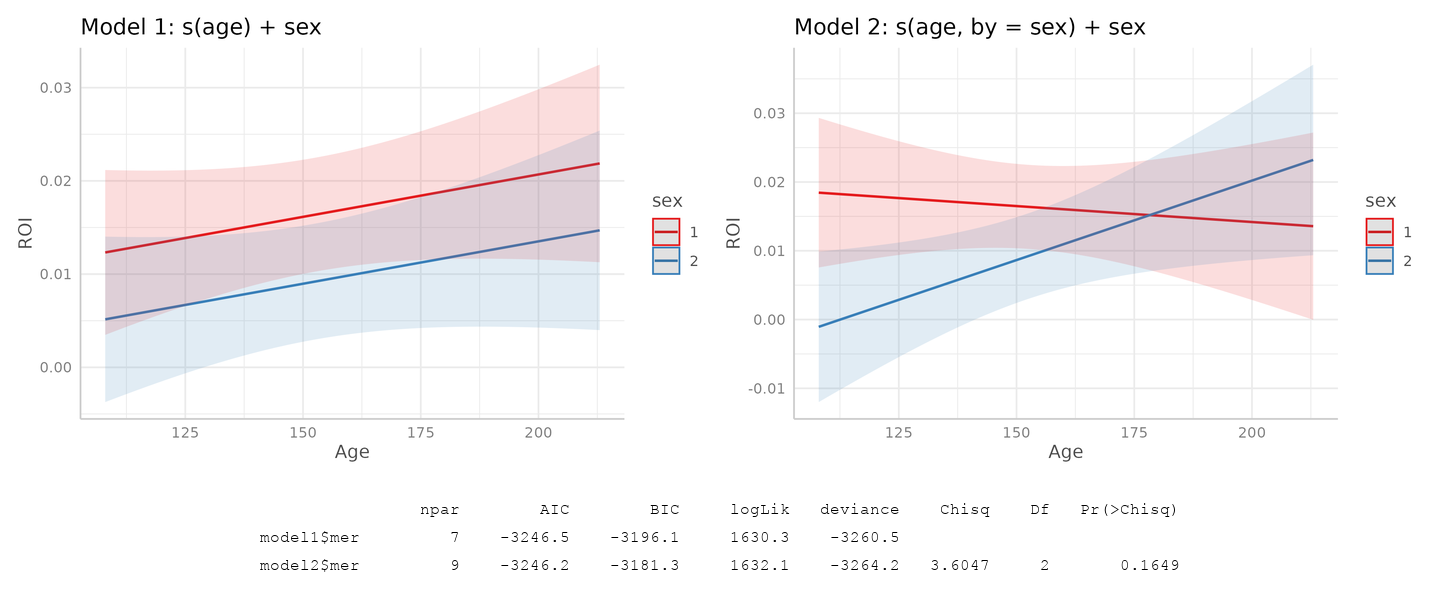 Model 1: s(age) + sex
0.03
0.02
0.01
0.00
ROI
125 150 175 200
Age
sex
1
2
Model 2: s(age, by = sex) + sex
0.03
0.02
0.01
0.00
-0.01
ROI
125 150 175 200
Age
sex
1
2
npar AIC BIC logLik deviance Chisq Df Pr(>Chisq)
model1$mer 7 -3246.5 -3196.1 1630.3 -3260.5
model2$mer 9 -3246.2 -3181.3 1632.1 -3264.2 3.6047 2 0.1649